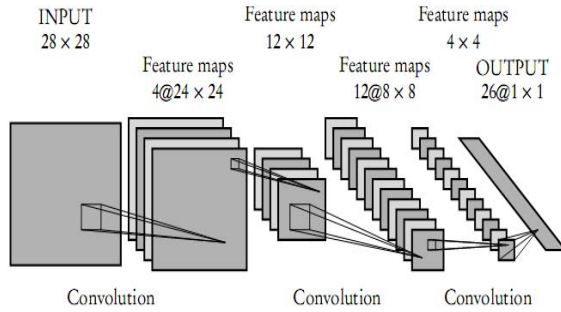 INPUT
28 × 28
Feature maps
4@24 × 24
Feature maps
12 × 12
Feature maps
12@8 × 8
Feature maps
4 × 4
OUTPUT
26@1 × 1
Convolution
Convolution
Convolution